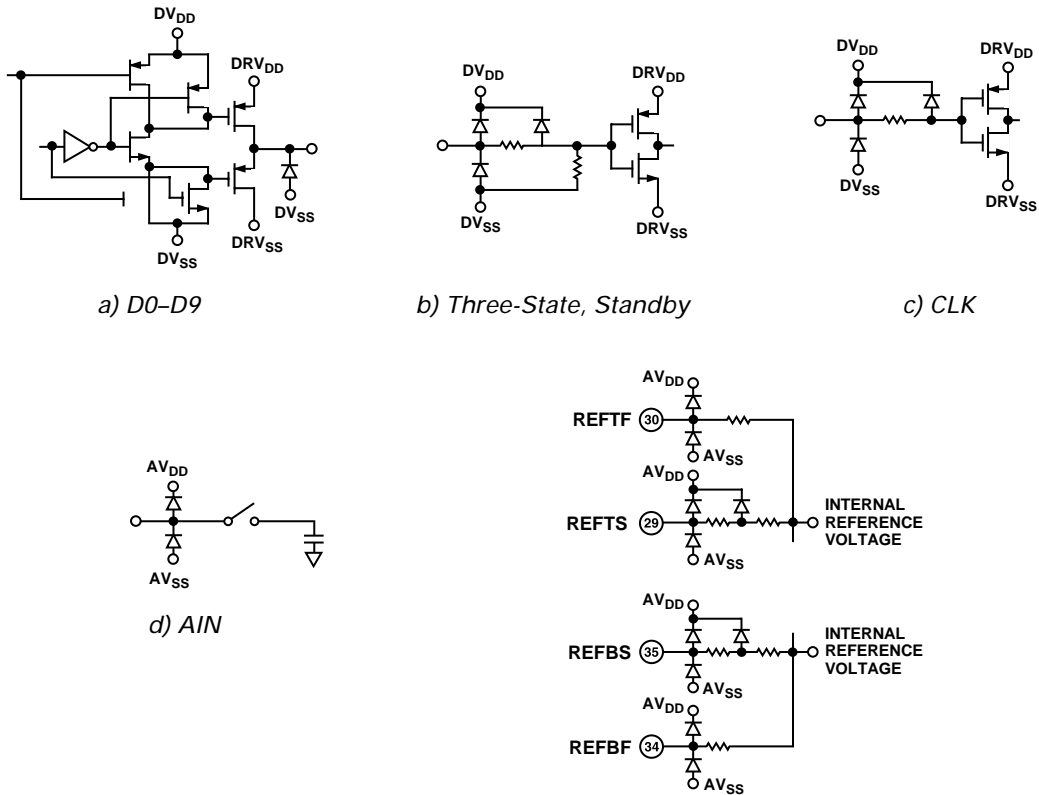 DVDD
DRVDD
DVSS
DRVSS
a) D0–D9
DVDD
DRVDD
DVSS
DRVSS
b) Three-State, Standby
DVDD
DRVDD
DVSS
DRVSS
c) CLK
AVDD
AVSS
d) AIN
AVDD
REFTF 30
AVSS
AVDD
REFTS 29
AVSS
INTERNAL
REFERENCE
VOLTAGE
AVDD
REFBS 35
AVSS
INTERNAL
REFERENCE
VOLTAGE
AVDD
REFBF 34
AVSS